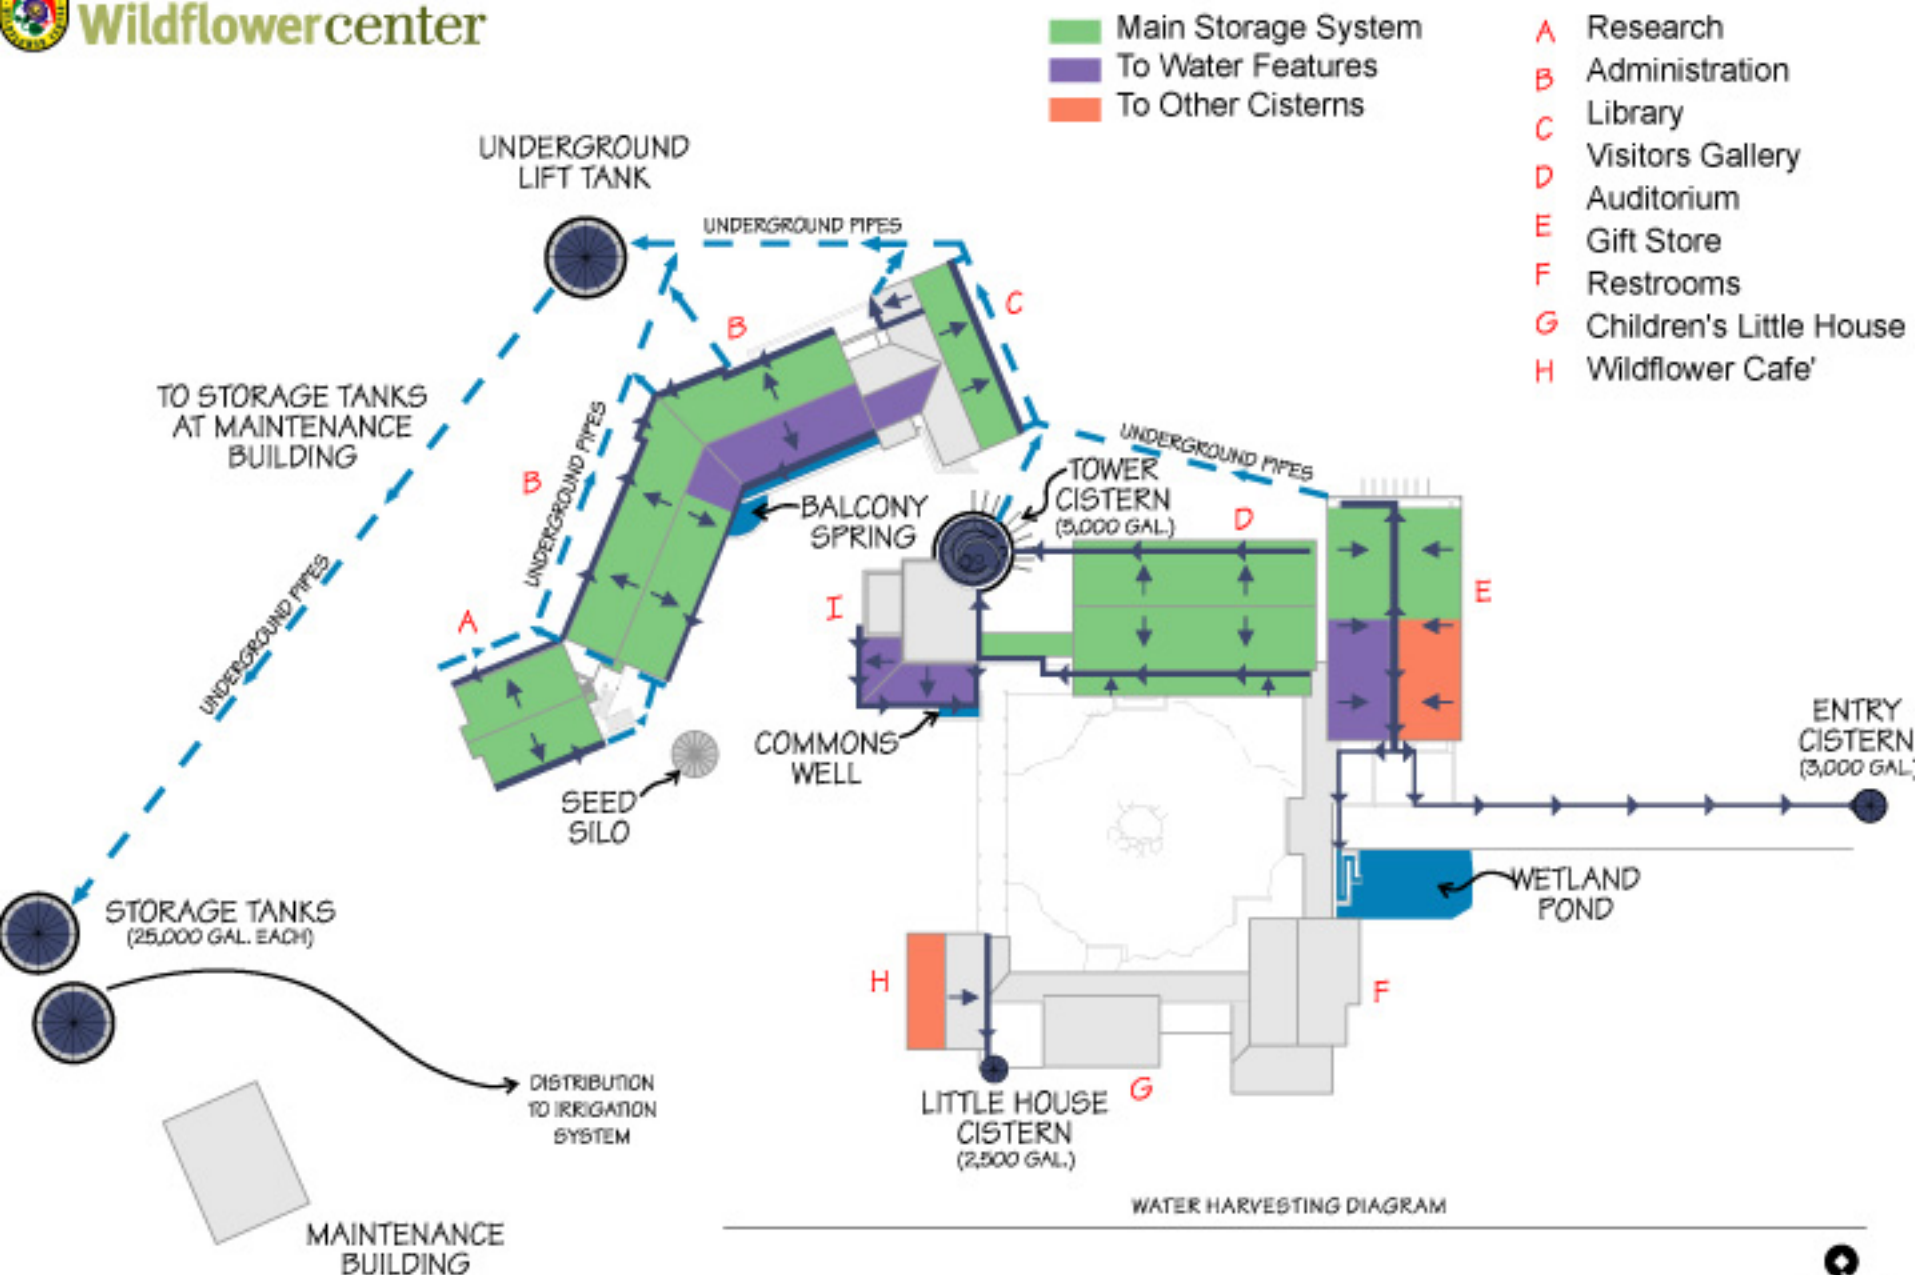 Wildflower center
Main Storage System
To Water Features
To Other Cisterns
A
B
C
D
E
F
G
H
Research
Administration
Library
Visitors Gallery
Auditorium
Gift Store
Restrooms
Children's Little House
Wildflower Cafe'
UNDERGROUND
LIFT TANK
UNDERGROUND PIPES
C
B
TO STORAGE TANKS
AT MAINTENANCE
BUILDING
UNDERGROUND PIPES
B
UNDERGROUND PIPES
TOWER
CISTERN
(5,000 GAL.)
BALCONY
SPRING
D
E
I
A
UNDERGROUND PIPES
COMMONS
WELL
SEED
SILO
ENTRY
CISTERN
(3,000 GAL.
WETLAND
POND
STORAGE TANKS
(25,000 GAL. EACH)
H
F
G
DISTRIBUTION
TO IRRIGATION
SYSTEM
LITTLE HOUSE
CISTERN
(2,500 GAL.)
WATER HARVESTING DIAGRAM
MAINTENANCE
BUILDING